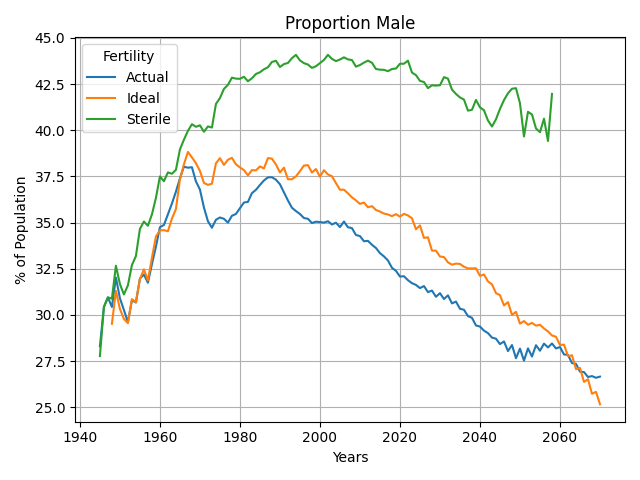 Proportion Male
45.0
42.5
40.0
37.5
35.0
32.5
30.0
27.5
25.0
% of Population
Fertility
Actual
Ideal
Sterile
1940 1960 1980 2000 2020 2040 2060
Years